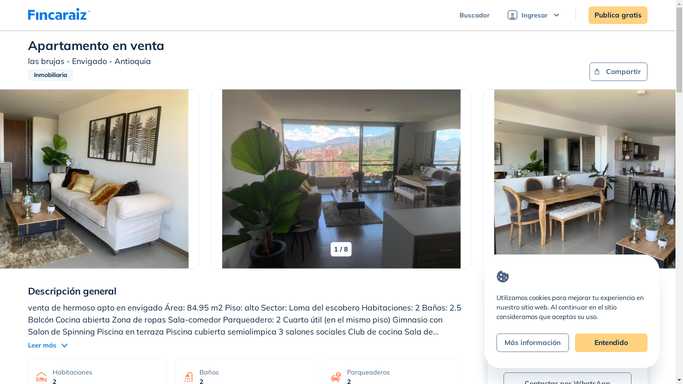 Fincaraiz
Buscador
Ingresar
Publica gratis
Apartamento en venta
las brujas - Envigado - Antioquia
Inmobiliaria
Compartir
1 / 8
Descripción general
venta de hermoso apto en envigado Área: 84.95 m2 Piso: alto Sector: Loma del escobero Habitaciones: 2 Baños: 2.5
Balcón Cocina abierta Zona de ropas Sala-comedor Parqueadero: 2 Cuarto útil (en el mismo piso) Gimnasio con
Salon de Spinning Piscina en terraza Piscina cubierta semiolimpica 3 salones sociales Club de cocina Sala de...
Leer más
Habitaciones
2
Baños
2
Parqueaderos
2
Utilizamos cookies para mejorar tu experiencia en
nuestro sitio web. Al continuar en el sitio
consideramos que aceptas su uso.
Más información
Entendido
Contactar por WhatsApp